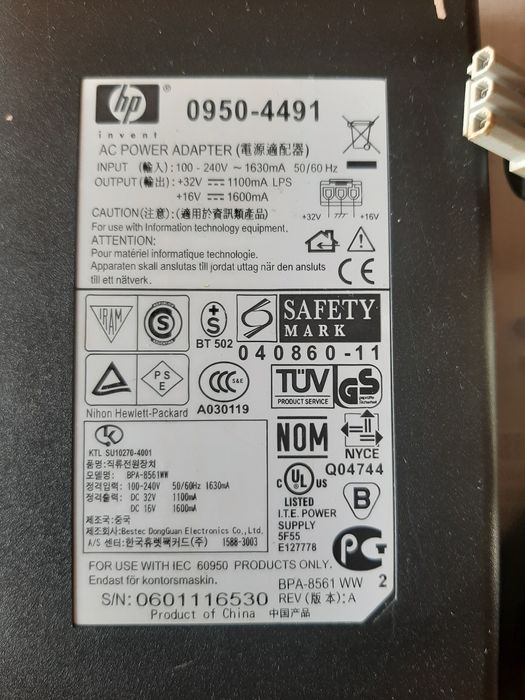 hp ®
invent
0950-4491
AC POWER ADAPTER (電源適配器)
INPUT (輸入): 100 - 240V ~ 1630mA 50/60 Hz
OUTPUT (輸出): +32V ⎓ 1100mA LPS
+16V ⎓ 1600mA
+32V +16V
CAUTION(注意): (適用於資訊類產品)
For use with Information technology equipment.
ATTENTION:
Pour matériel informatique technologie.
Apparaten skall anslutas till jordat uttag när den ansluts
till ett nätverk.
CE
IRAM
S
S
BT 502
S
SAFETY
MARK
040860-11
PS
E
Nihon Hewlett-Packard
CCC S&E
A030119
TÜV
PRODUCT SERVICE
GS
geprüfte
Sicherheit
NOM
NYCE
Q04744
KTL SU10270-4001
품명:직류전원장치
모델명: BPA-8561WW
정격입력: 100-240V 50/60Hz 1630mA
정격출력: DC 32V 1100mA
DC 16V 1600mA
제조국:중국
제조회사:Bestec DongGuan Electronics Co.,Ltd.
A/S 센터:한국휴렛팩커드(주) 1588-3003
c UL ® US
LISTED
I.T.E. POWER
SUPPLY
5F55
E127778
B
PC
FOR USE WITH IEC 60950 PRODUCTS ONLY.
Endast för kontorsmaskin.
BPA-8561 WW 2
S/N: 0601116530 REV (版本): A
Product of China 中国产品